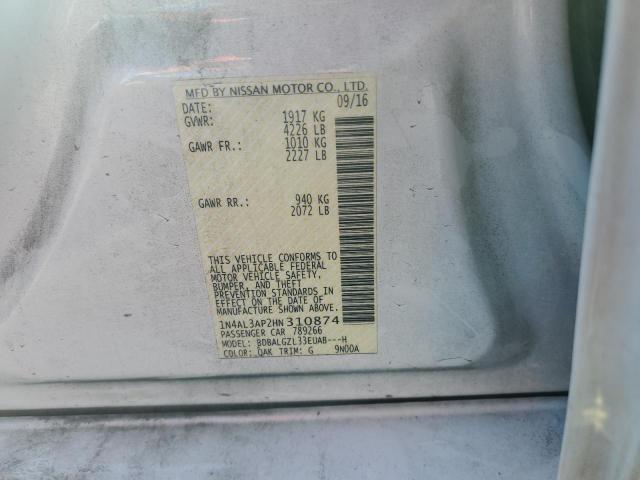 MFD BY NISSAN MOTOR CO., LTD.
DATE: 09/16
GVWR: 1917 KG
4226 LB
GAWR FR.: 1010 KG
2227 LB
GAWR RR.: 940 KG
2072 LB
THIS VEHICLE CONFORMS TO
ALL APPLICABLE FEDERAL
MOTOR VEHICLE SAFETY,
BUMPER, AND THEFT
PREVENTION STANDARDS IN
EFFECT ON THE DATE OF
MANUFACTURE SHOWN ABOVE.
1N4AL3AP2HN310874
PASSENGER CAR 789266
MODEL: BDBALGZL33EUAB---H
COLOR: QAK TRIM: G 9N00A